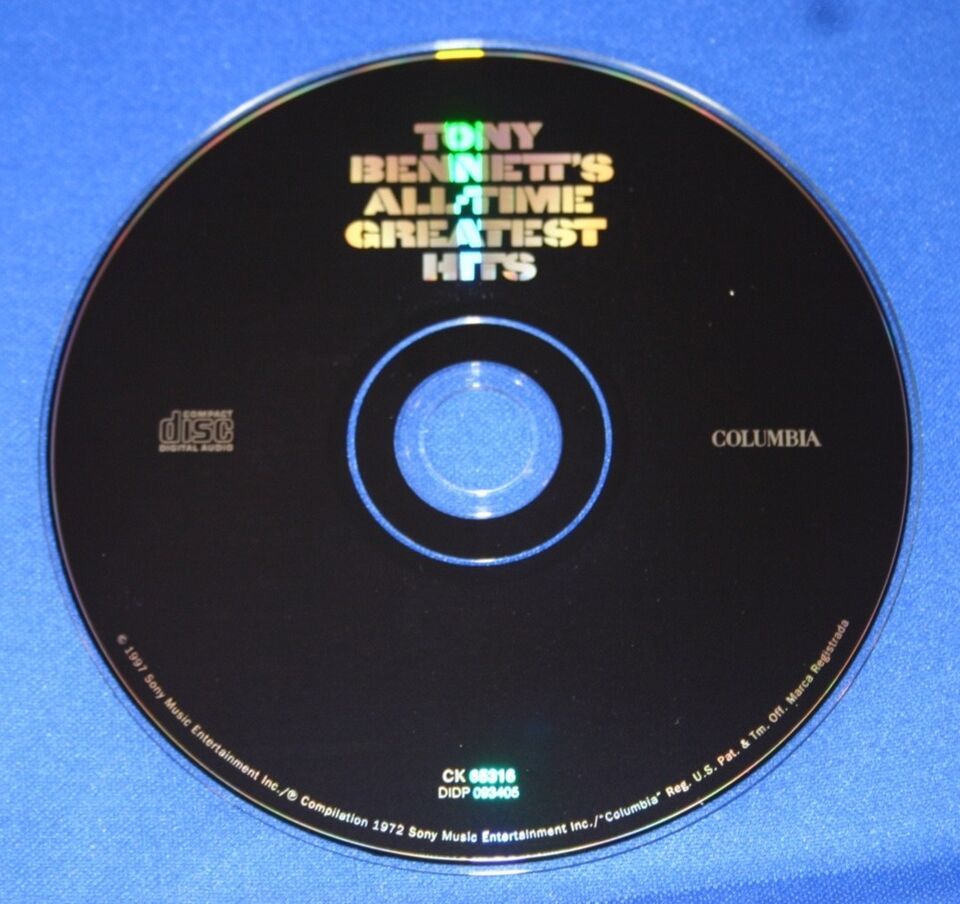 TONY
BENNETT'S
ALL-TIME
GREATEST
HITS
COMPACT
disc
DIGITAL AUDIO
COLUMBIA
CK 65316
DIDP 093405
© 1997 Sony Music Entertainment Inc./℗ Compilation 1972 Sony Music Entertainment Inc./"Columbia" Reg. U.S. Pat. & Tm. Off. Marca Registrada